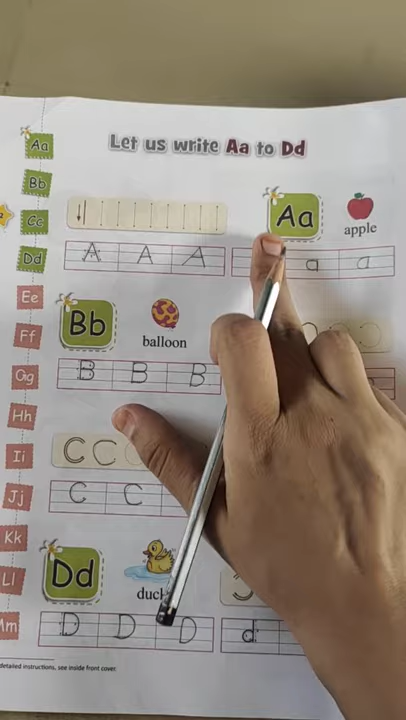 Let us write Aa to Dd
Aa
Bb
Cc
Dd
Ee
Ff
Gg
Hh
Ii
Jj
Kk
Ll
Mm
Aa
apple
A A A
a a
Bb
balloon
B B B
C C
C C
Dd
duck
D D D
d
detailed instructions, see inside front cover.